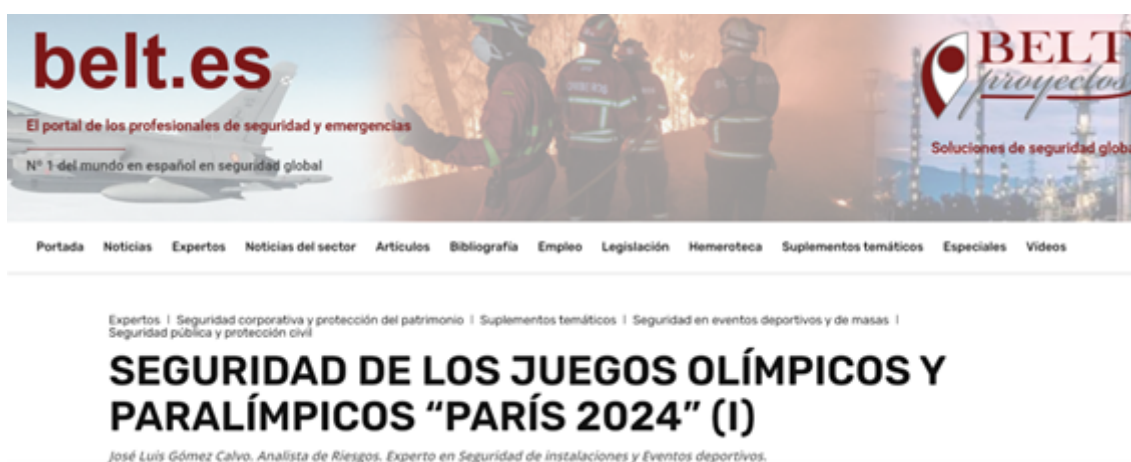 belt.es
El portal de los profesionales de seguridad y emergencias
Nº 1 del mundo en español en seguridad global
BELT
proyectos
Soluciones de seguridad globa
Portada Noticias Expertos Noticias del sector Artículos Bibliografía Empleo Legislación Hemeroteca Suplementos temáticos Especiales Vídeos
Expertos | Seguridad corporativa y protección del patrimonio | Suplementos temáticos | Seguridad en eventos deportivos y de masas |
Seguridad pública y protección civil
SEGURIDAD DE LOS JUEGOS OLÍMPICOS Y
PARALÍMPICOS “PARÍS 2024” (I)
José Luis Gómez Calvo. Analista de Riesgos. Experto en Seguridad de instalaciones y Eventos deportivos.